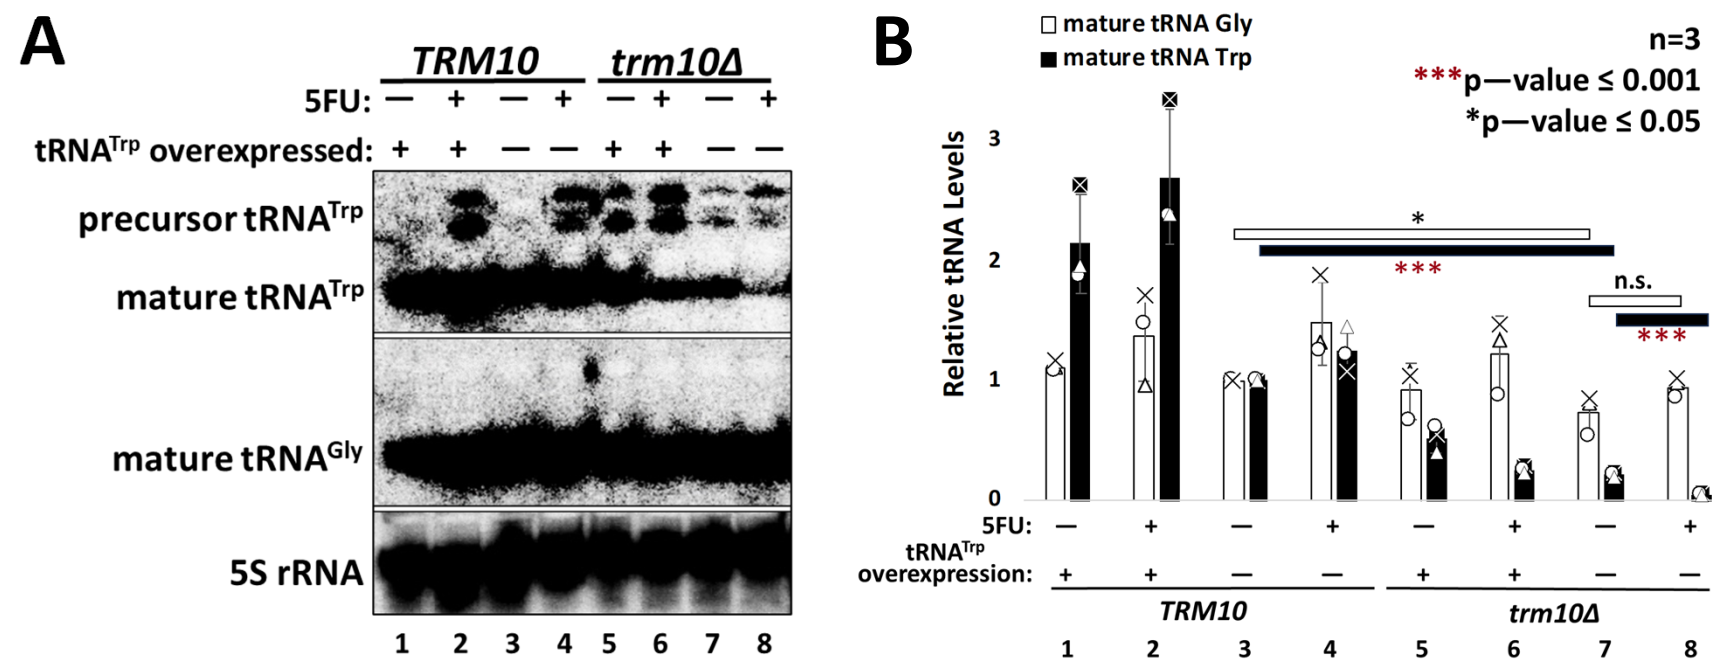 A
TRM10 trm10Δ
5FU: — + — + — + — +
tRNATrp overexpressed: + + — — + + — —
precursor tRNATrp
mature tRNATrp
mature tRNAGly
5S rRNA
1 2 3 4 5 6 7 8
B
mature tRNA Gly
mature tRNA Trp
n=3
***p—value ≤ 0.001
*p—value ≤ 0.05
Relative tRNA Levels
3
2
1
0
*
***
n.s.
***
5FU: — + — + — + — +
tRNATrp
overexpression: + + — — + + — —
TRM10 trm10Δ
1 2 3 4 5 6 7 8